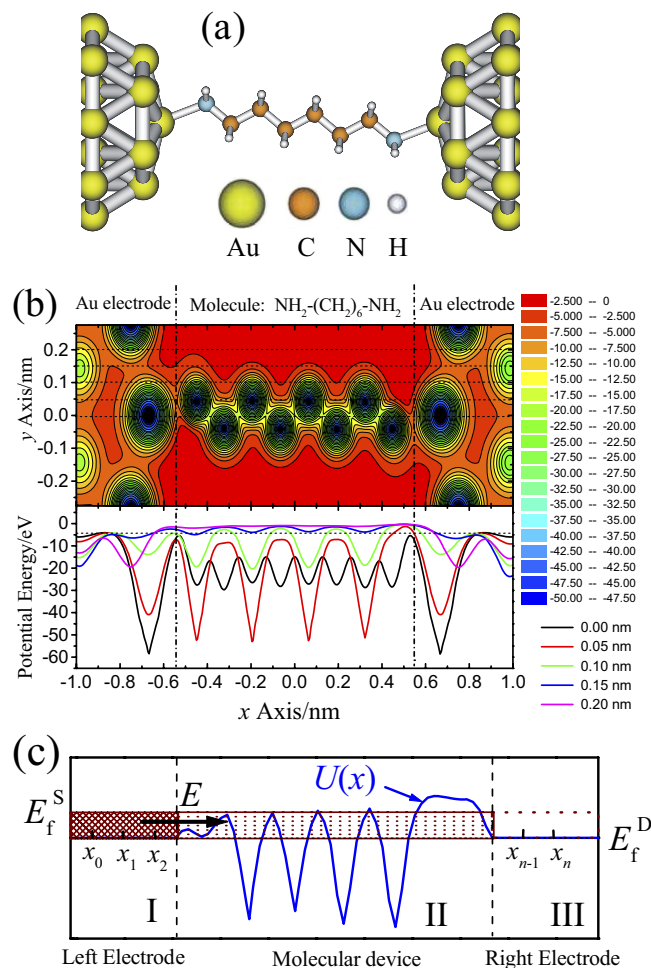 (a)
Au C N H
(b)
Au electrode Molecule: NH2-(CH2)6-NH2 Au electrode
y Axis/nm
0.2
0.1
0.0
-0.1
-0.2
-2.500 -- 0
-5.000 -- -2.500
-7.500 -- -5.000
-10.00 -- -7.500
-12.50 -- -10.00
-15.00 -- -12.50
-17.50 -- -15.00
-20.00 -- -17.50
-22.50 -- -20.00
-25.00 -- -22.50
-27.50 -- -25.00
-30.00 -- -27.50
-32.50 -- -30.00
-35.00 -- -32.50
-37.50 -- -35.00
-40.00 -- -37.50
-42.50 -- -40.00
-45.00 -- -42.50
-47.50 -- -45.00
-50.00 -- -47.50
Potential Energy/eV
0
-10
-20
-30
-40
-50
-60
-1.0 -0.8 -0.6 -0.4 -0.2 0.0 0.2 0.4 0.6 0.8 1.0
x Axis/nm
0.00 nm
0.05 nm
0.10 nm
0.15 nm
0.20 nm
(c)
E_f^S
E
U(x)
E_f^D
x_0 x_1 x_2 x_{n-1} x_n
I II III
Left Electrode Molecular device Right Electrode